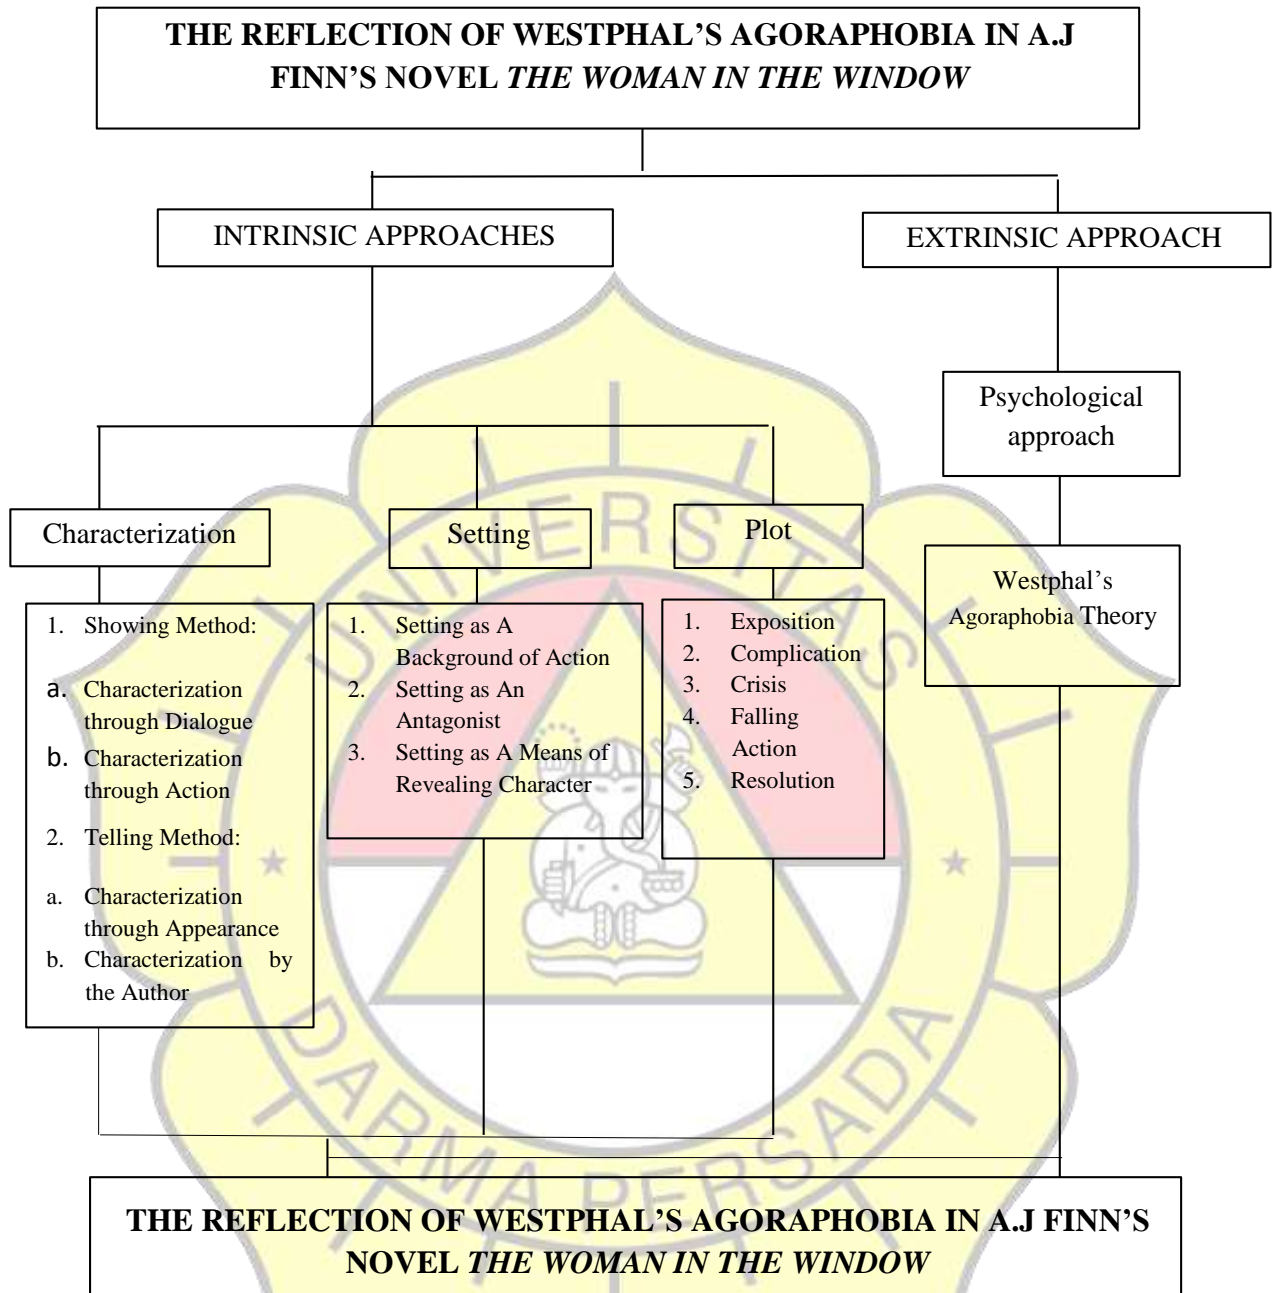 THE REFLECTION OF WESTPHAL'S AGORAPHOBIA IN A.J
FINN'S NOVEL THE WOMAN IN THE WINDOW
INTRINSIC APPROACHES
EXTRINSIC APPROACH
Psychological
approach
Characterization
Setting
Plot
Westphal's
Agoraphobia Theory
1. Showing Method:
a. Characterization
through Dialogue
b. Characterization
through Action
2. Telling Method:
a. Characterization
through Appearance
b. Characterization by
the Author
1. Setting as A
Background of Action
2. Setting as An
Antagonist
3. Setting as A Means of
Revealing Character
1. Exposition
2. Complication
3. Crisis
4. Falling
Action
5. Resolution
UNIVERSITAS
DARMA PERSADA
THE REFLECTION OF WESTPHAL'S AGORAPHOBIA IN A.J FINN'S
NOVEL THE WOMAN IN THE WINDOW